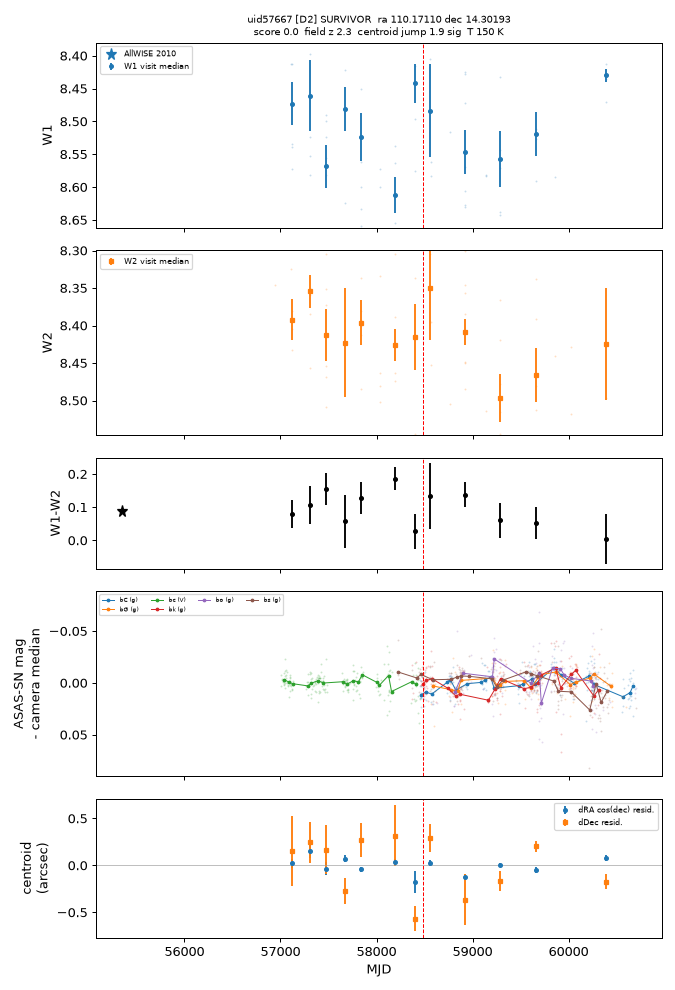 uid57667 [D2] SURVIVOR  ra 110.17110 dec 14.30193
score 0.0  field z 2.3  centroid jump 1.9 sig  T 150 K
8.40
8.45
8.50
8.55
8.60
8.65
W1
AllWISE 2010
W1 visit median
8.30
8.35
8.40
8.45
8.50
W2
W2 visit median
0.2
0.1
0.0
W1-W2
−0.05
0.00
0.05
ASAS-SN mag
- camera median
bC (g)
bG (g)
bc (V)
bk (g)
bo (g)
bs (g)
0.5
0.0
−0.5
centroid
(arcsec)
dRA cos(dec) resid.
dDec resid.
56000
57000
58000
59000
60000
MJD